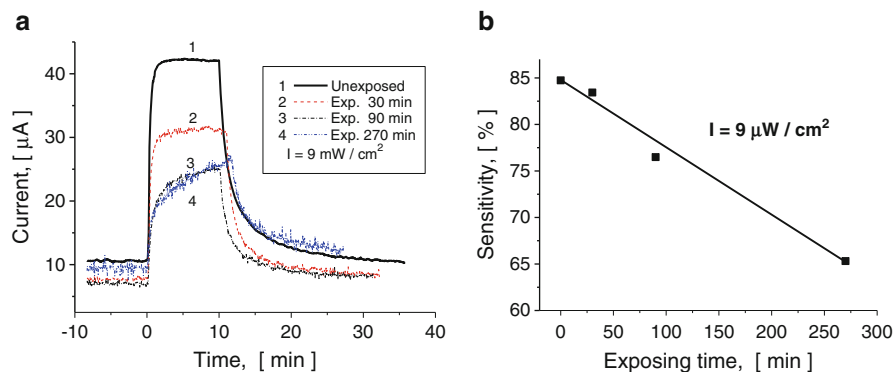 a
1
2
3
4
1 Unexposed
2 Exp. 30 min
3 Exp. 90 min
4 Exp. 270 min
I = 9 mW / cm²
50
40
30
20
10
Current, [ μA ]
-10 0 10 20 30 40
Time, [ min ]
b
I = 9 μW / cm²
85
80
75
70
65
60
Sensitivity, [ % ]
0 50 100 150 200 250 300
Exposing time, [ min ]